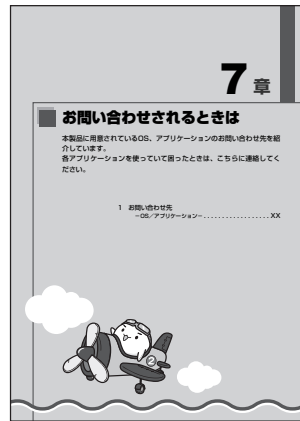 7章
お問い合わせされるときは
本製品に用意されているOS、アプリケーションのお問い合わせ先を紹
介しています。
各アプリケーションを使っていて困ったときは、こちらに連絡してく
ださい。
1 お問い合わせ先
－OS／アプリケーション－..................XX
②